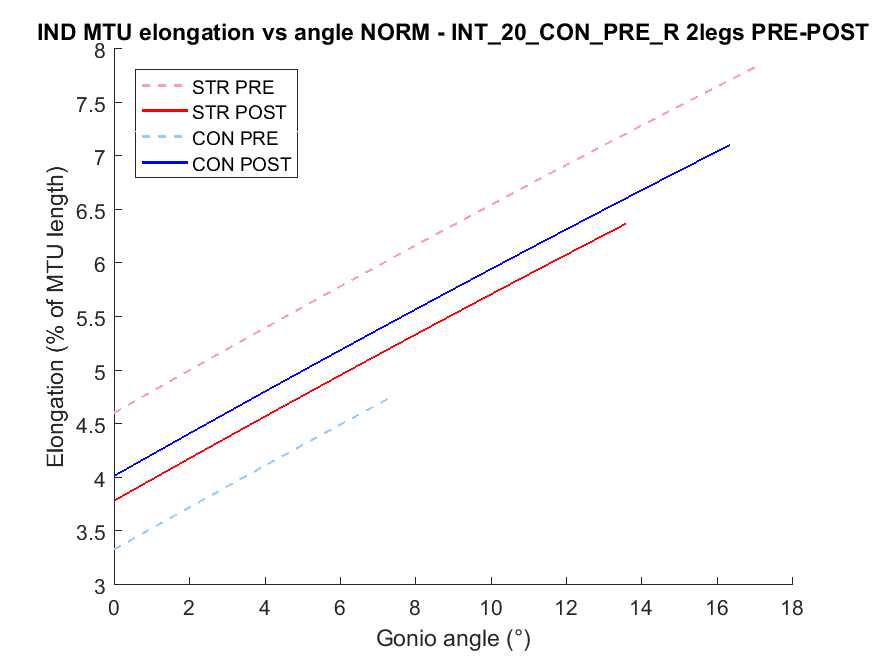 IND MTU elongation vs angle NORM - INT_20_CON_PRE_R 2legs PRE-POST
8
7.5
7
6.5
6
5.5
5
4.5
4
3.5
3
Elongation (% of MTU length)
STR PRE
STR POST
CON PRE
CON POST
0 2 4 6 8 10 12 14 16 18
Gonio angle (°)